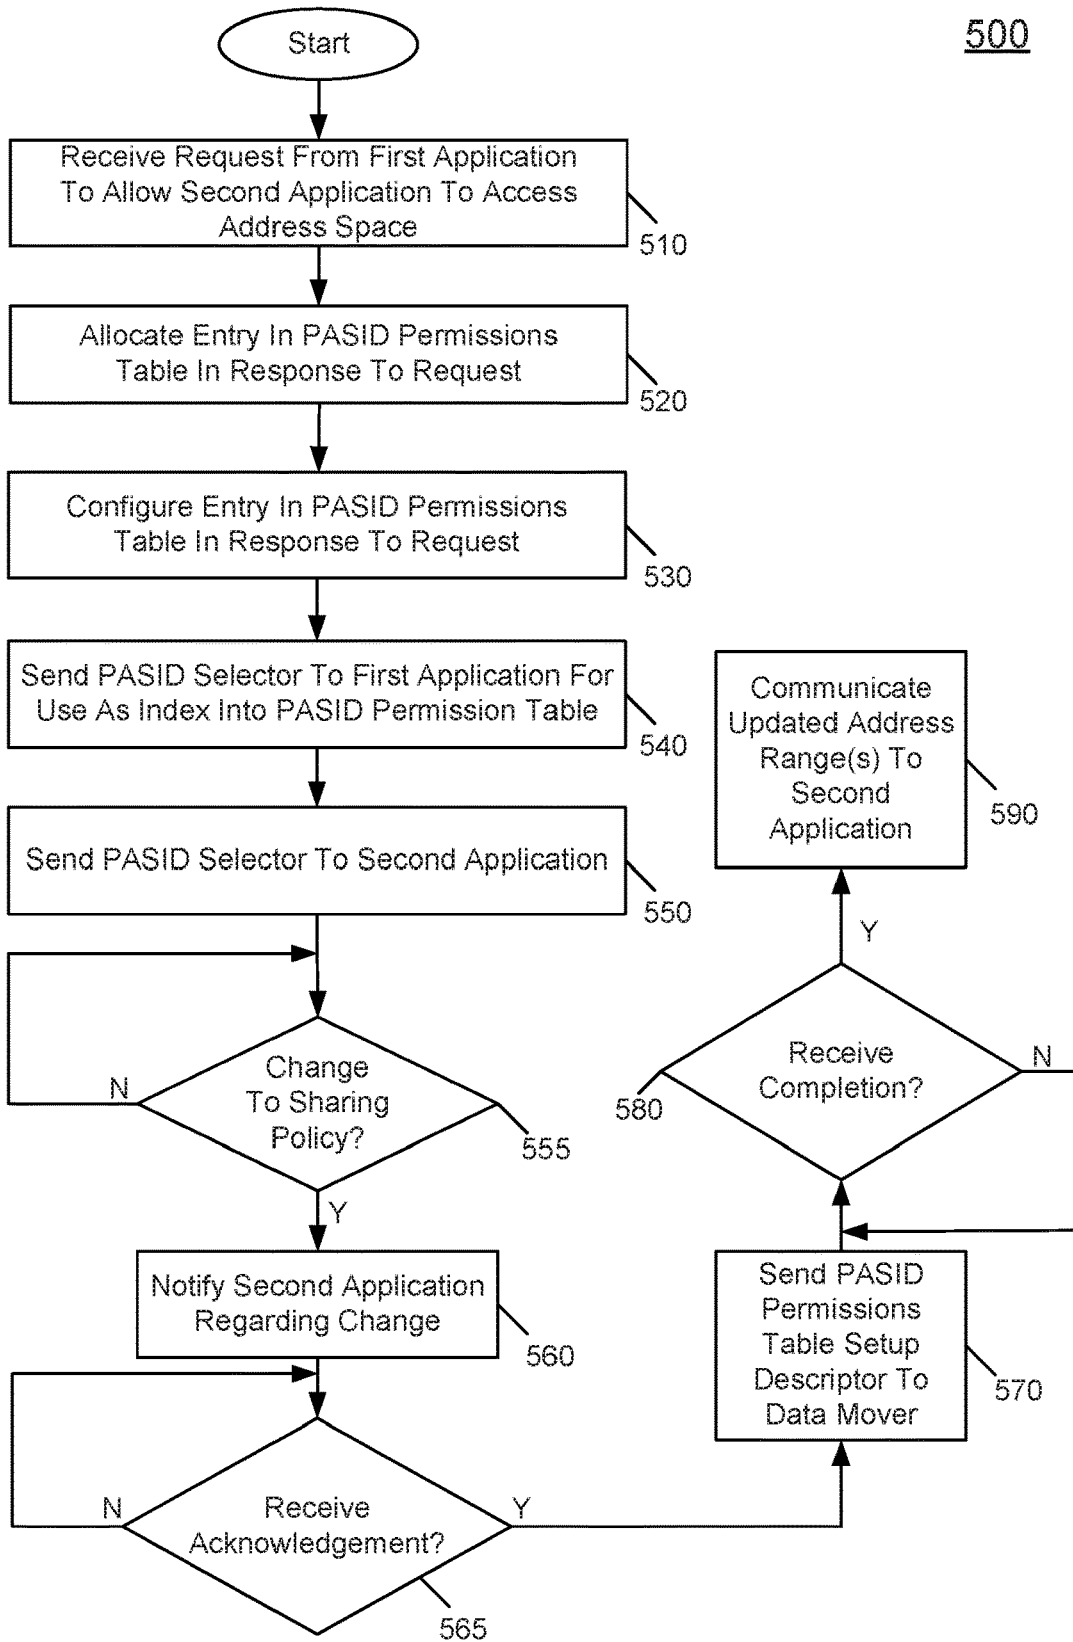 500
Start
Receive Request From First Application
To Allow Second Application To Access
Address Space
510
Allocate Entry In PASID Permissions
Table In Response To Request
520
Configure Entry In PASID Permissions
Table In Response To Request
530
Send PASID Selector To First Application For
Use As Index Into PASID Permission Table
540
Send PASID Selector To Second Application
550
Change
To Sharing
Policy?
N
555
Y
Notify Second Application
Regarding Change
560
Receive
Acknowledgement?
N
Y
565
Send PASID
Permissions
Table Setup
Descriptor To
Data Mover
570
Receive
Completion?
N
580
Y
Communicate
Updated Address
Range(s) To
Second
Application
590